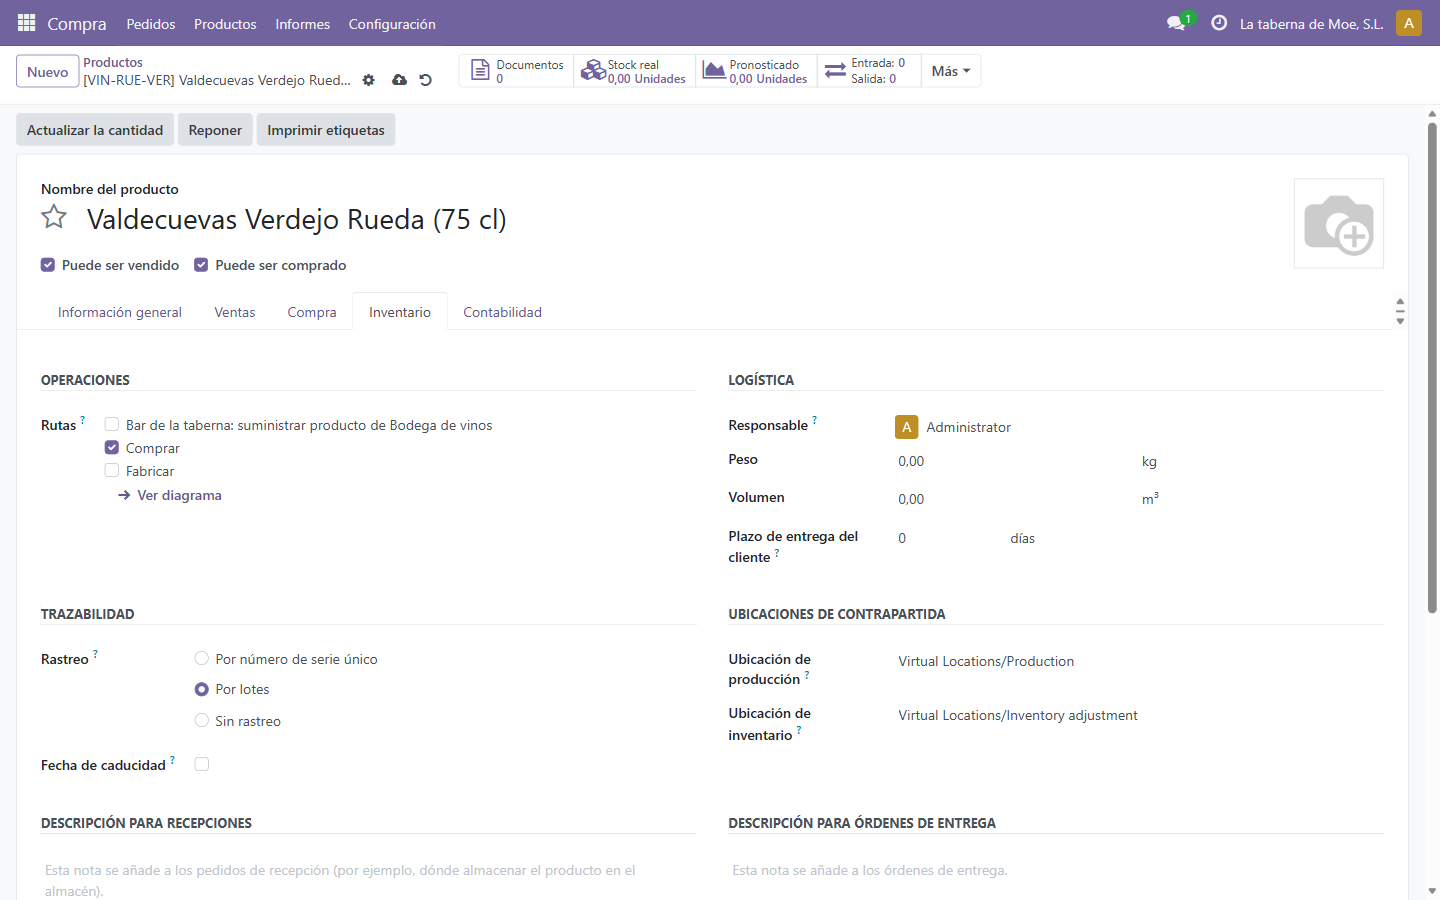 Compra Pedidos Productos Informes Configuración 1 La taberna de Moe, S.L. A
Nuevo
Productos
[VIN-RUE-VER] Valdecuevas Verdejo Rued...
Documentos
0
Stock real
0,00 Unidades
Pronosticado
0,00 Unidades
Entrada: 0
Salida: 0
Más
Actualizar la cantidad Reponer Imprimir etiquetas
Nombre del producto
Valdecuevas Verdejo Rueda (75 cl)
Puede ser vendido Puede ser comprado
Información general Ventas Compra Inventario Contabilidad
OPERACIONES
Rutas ?
Bar de la taberna: suministrar producto de Bodega de vinos
Comprar
Fabricar
Ver diagrama
LOGÍSTICA
Responsable ? A Administrator
Peso 0,00 kg
Volumen 0,00 m³
Plazo de entrega del
cliente ? 0 días
TRAZABILIDAD
Rastreo ?
Por número de serie único
Por lotes
Sin rastreo
Fecha de caducidad ?
UBICACIONES DE CONTRAPARTIDA
Ubicación de
producción ? Virtual Locations/Production
Ubicación de
inventario ? Virtual Locations/Inventory adjustment
DESCRIPCIÓN PARA RECEPCIONES
Esta nota se añade a los pedidos de recepción (por ejemplo, dónde almacenar el producto en el
almacén).
DESCRIPCIÓN PARA ÓRDENES DE ENTREGA
Esta nota se añade a los órdenes de entrega.